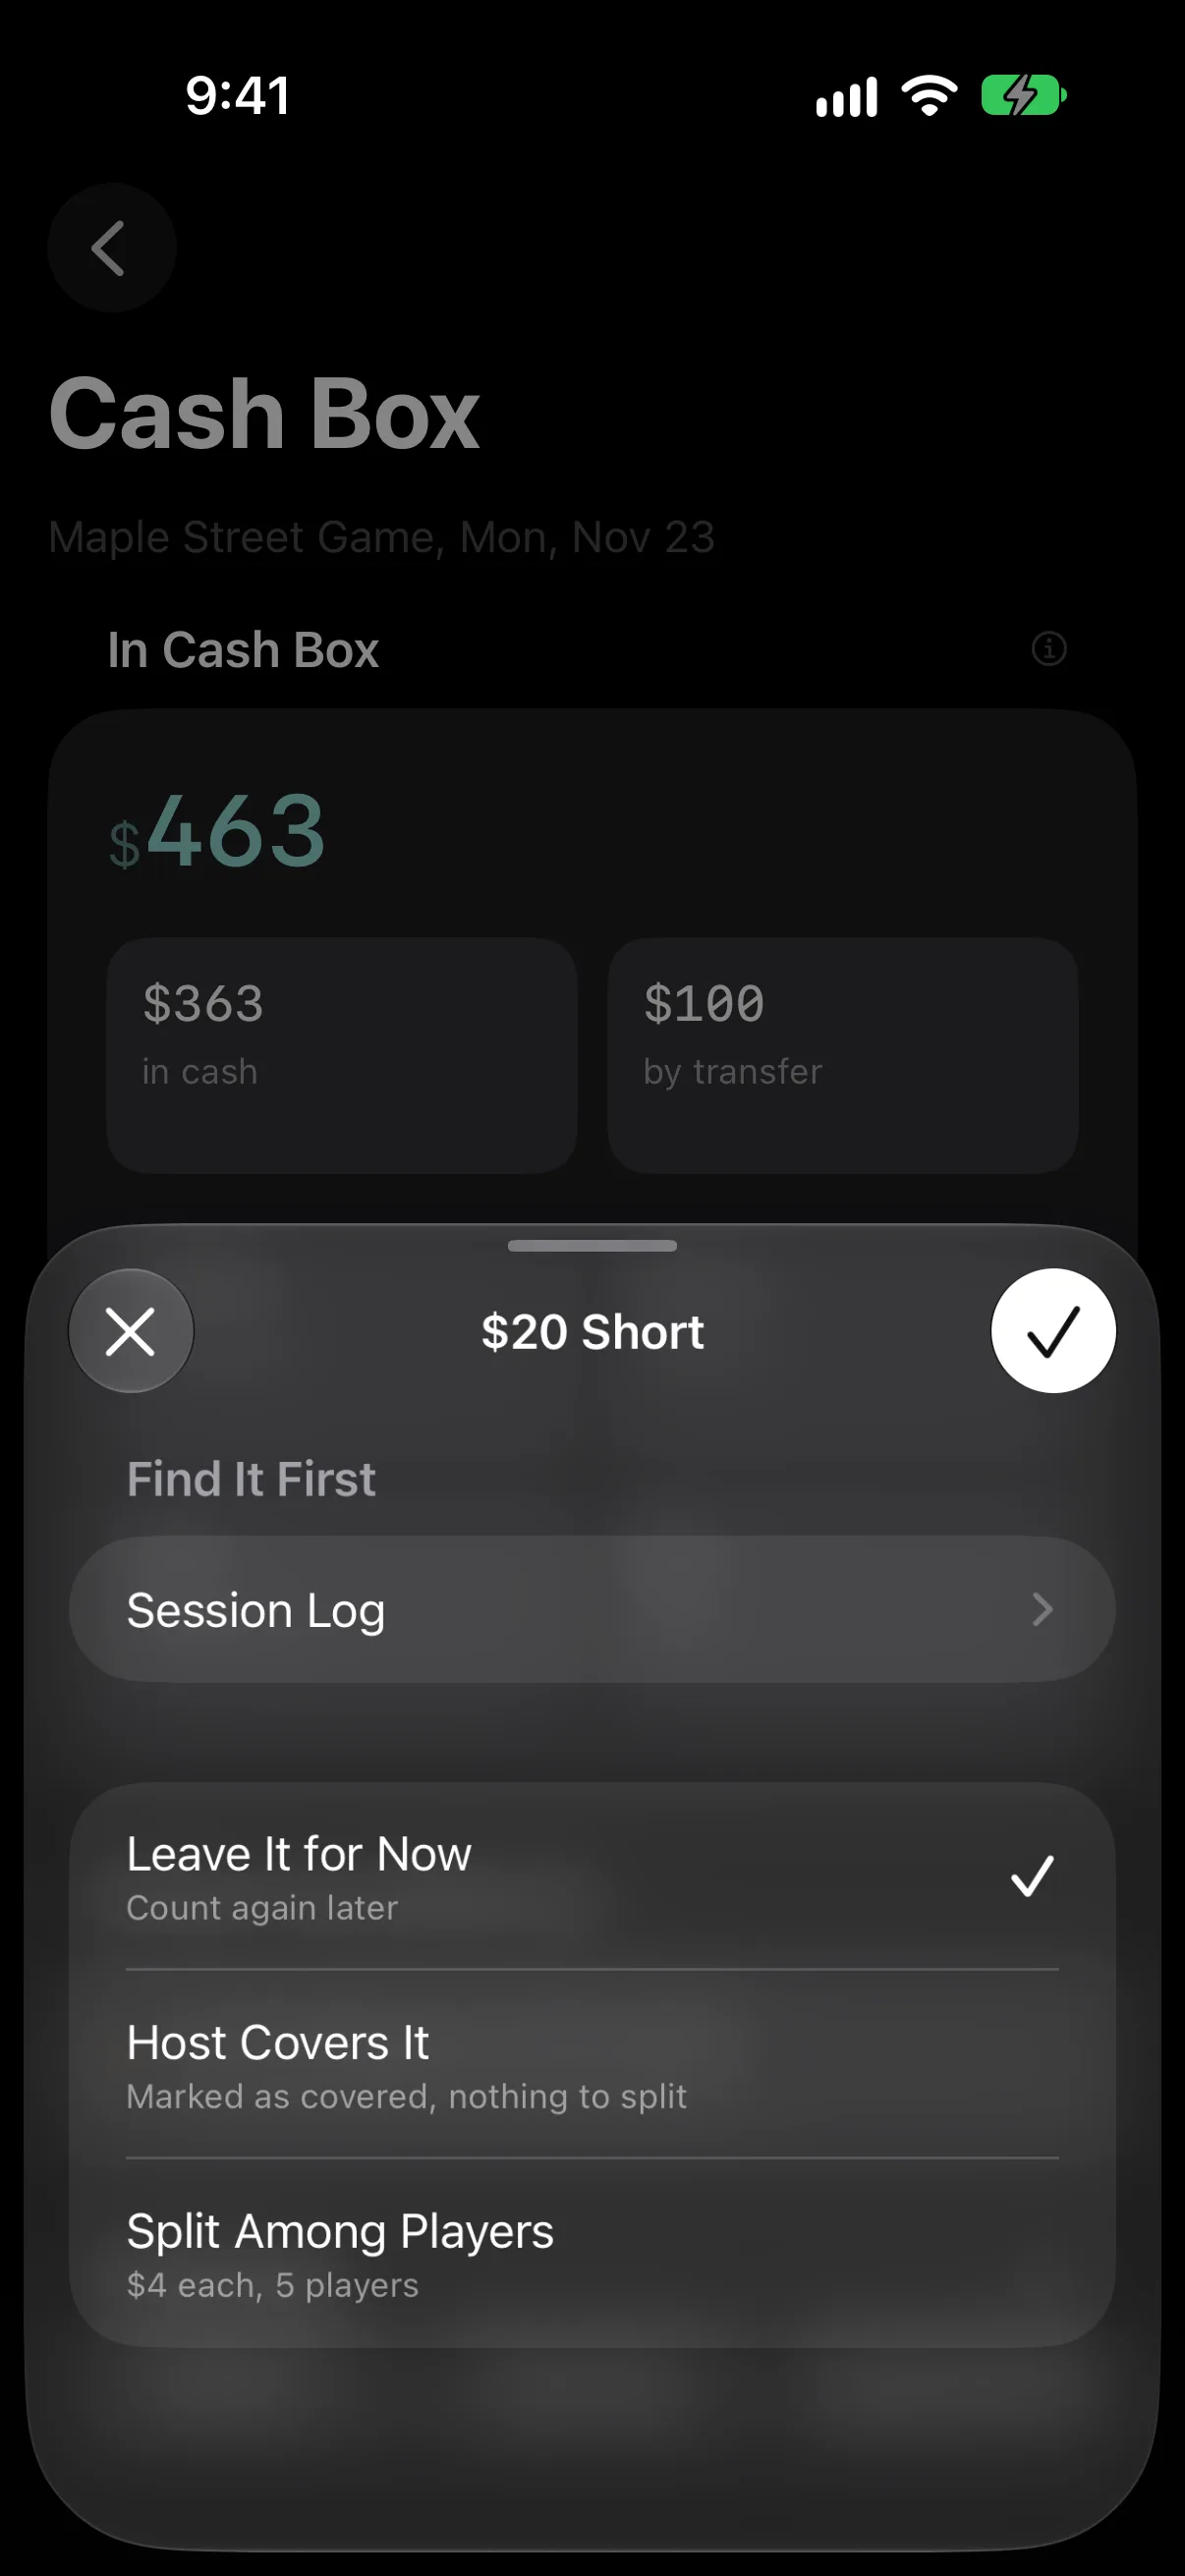 9:41
Cash Box
Maple Street Game, Mon, Nov 23
In Cash Box
$463
$363
in cash
$100
by transfer
$20 Short
Find It First
Session Log
Leave It for Now
Count again later
Host Covers It
Marked as covered, nothing to split
Split Among Players
$4 each, 5 players